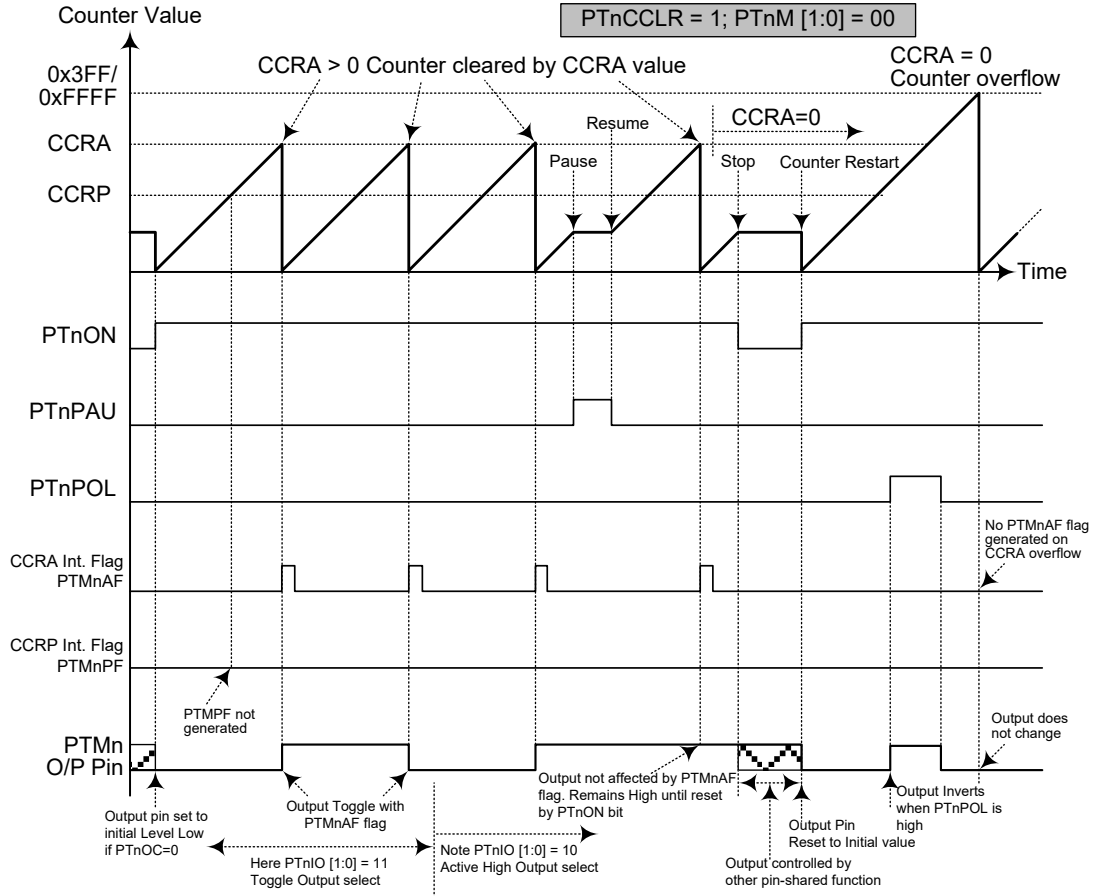 Counter Value
PTnCCLR = 1; PTnM [1:0] = 00
0x3FF/
0xFFFF
CCRA > 0 Counter cleared by CCRA value
CCRA = 0
Counter overflow
CCRA
CCRP
Pause
Resume
CCRA=0
Stop
Counter Restart
Time
PTnON
PTnPAU
PTnPOL
CCRA Int. Flag
PTMnAF
No PTMnAF flag
generated on
CCRA overflow
CCRP Int. Flag
PTMnPF
PTMPF not
generated
PTMn
O/P Pin
Output does
not change
Output pin set to
initial Level Low
if PTnOC=0
Output Toggle with
PTMnAF flag
Here PTnIO [1:0] = 11
Toggle Output select
Note PTnIO [1:0] = 10
Active High Output select
Output not affected by PTMnAF
flag. Remains High until reset
by PTnON bit
Output controlled by
other pin-shared function
Output Pin
Reset to Initial value
Output Inverts
when PTnPOL is
high